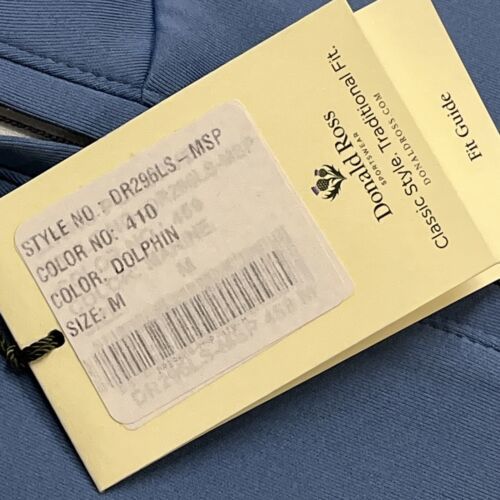 STYLE NO: DR296LS-MSP
COLOR NO: 410
COLOR: DOLPHIN
SIZE: M
Donald Ross
SPORTSWEAR
Classic Style. Traditional Fit.
DONALDROSS.COM
Fit Guide